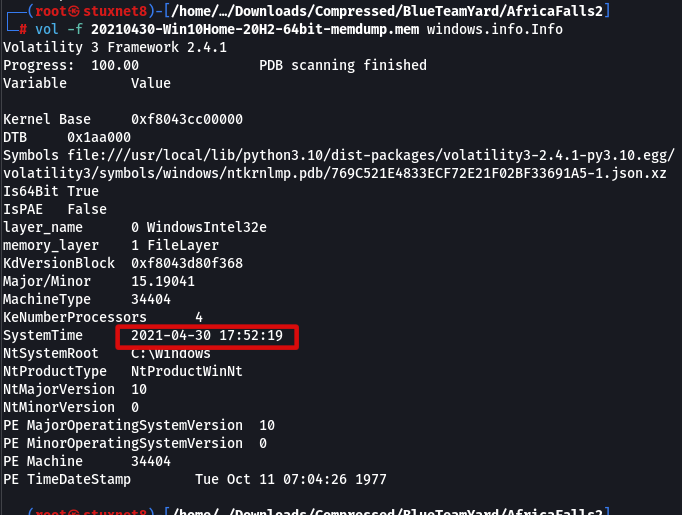 (root㉿stuxnet8)-[/home/…/Downloads/Compressed/BlueTeamYard/AfricaFalls2]
# vol -f 20210430-Win10Home-20H2-64bit-memdump.mem windows.info.Info
Volatility 3 Framework 2.4.1
Progress:  100.00               PDB scanning finished
Variable        Value
Kernel Base     0xf8043cc00000
DTB     0x1aa000
Symbols file:///usr/local/lib/python3.10/dist-packages/volatility3-2.4.1-py3.10.egg/
volatility3/symbols/windows/ntkrnlmp.pdb/769C521E4833ECF72E21F02BF33691A5-1.json.xz
Is64Bit True
IsPAE   False
layer_name      0 WindowsIntel32e
memory_layer    1 FileLayer
KdVersionBlock  0xf8043d80f368
Major/Minor     15.19041
MachineType     34404
KeNumberProcessors      4
SystemTime      2021-04-30 17:52:19
NtSystemRoot    C:\Windows
NtProductType   NtProductWinNt
NtMajorVersion  10
NtMinorVersion  0
PE MajorOperatingSystemVersion  10
PE MinorOperatingSystemVersion  0
PE Machine      34404
PE TimeDateStamp        Tue Oct 11 07:04:26 1977
(root㉿stuxnet8)-[/home/…/Downloads/Compressed/BlueTeamYard/AfricaFalls2]